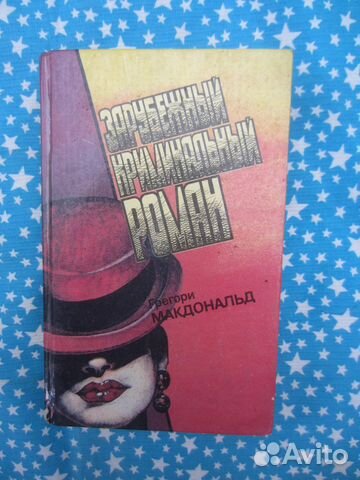 ЗАРУБЕЖНЫЙ
КРИМИНАЛЬНЫЙ
РОМАН
Грегори
МАКДОНАЛЬД
Avito